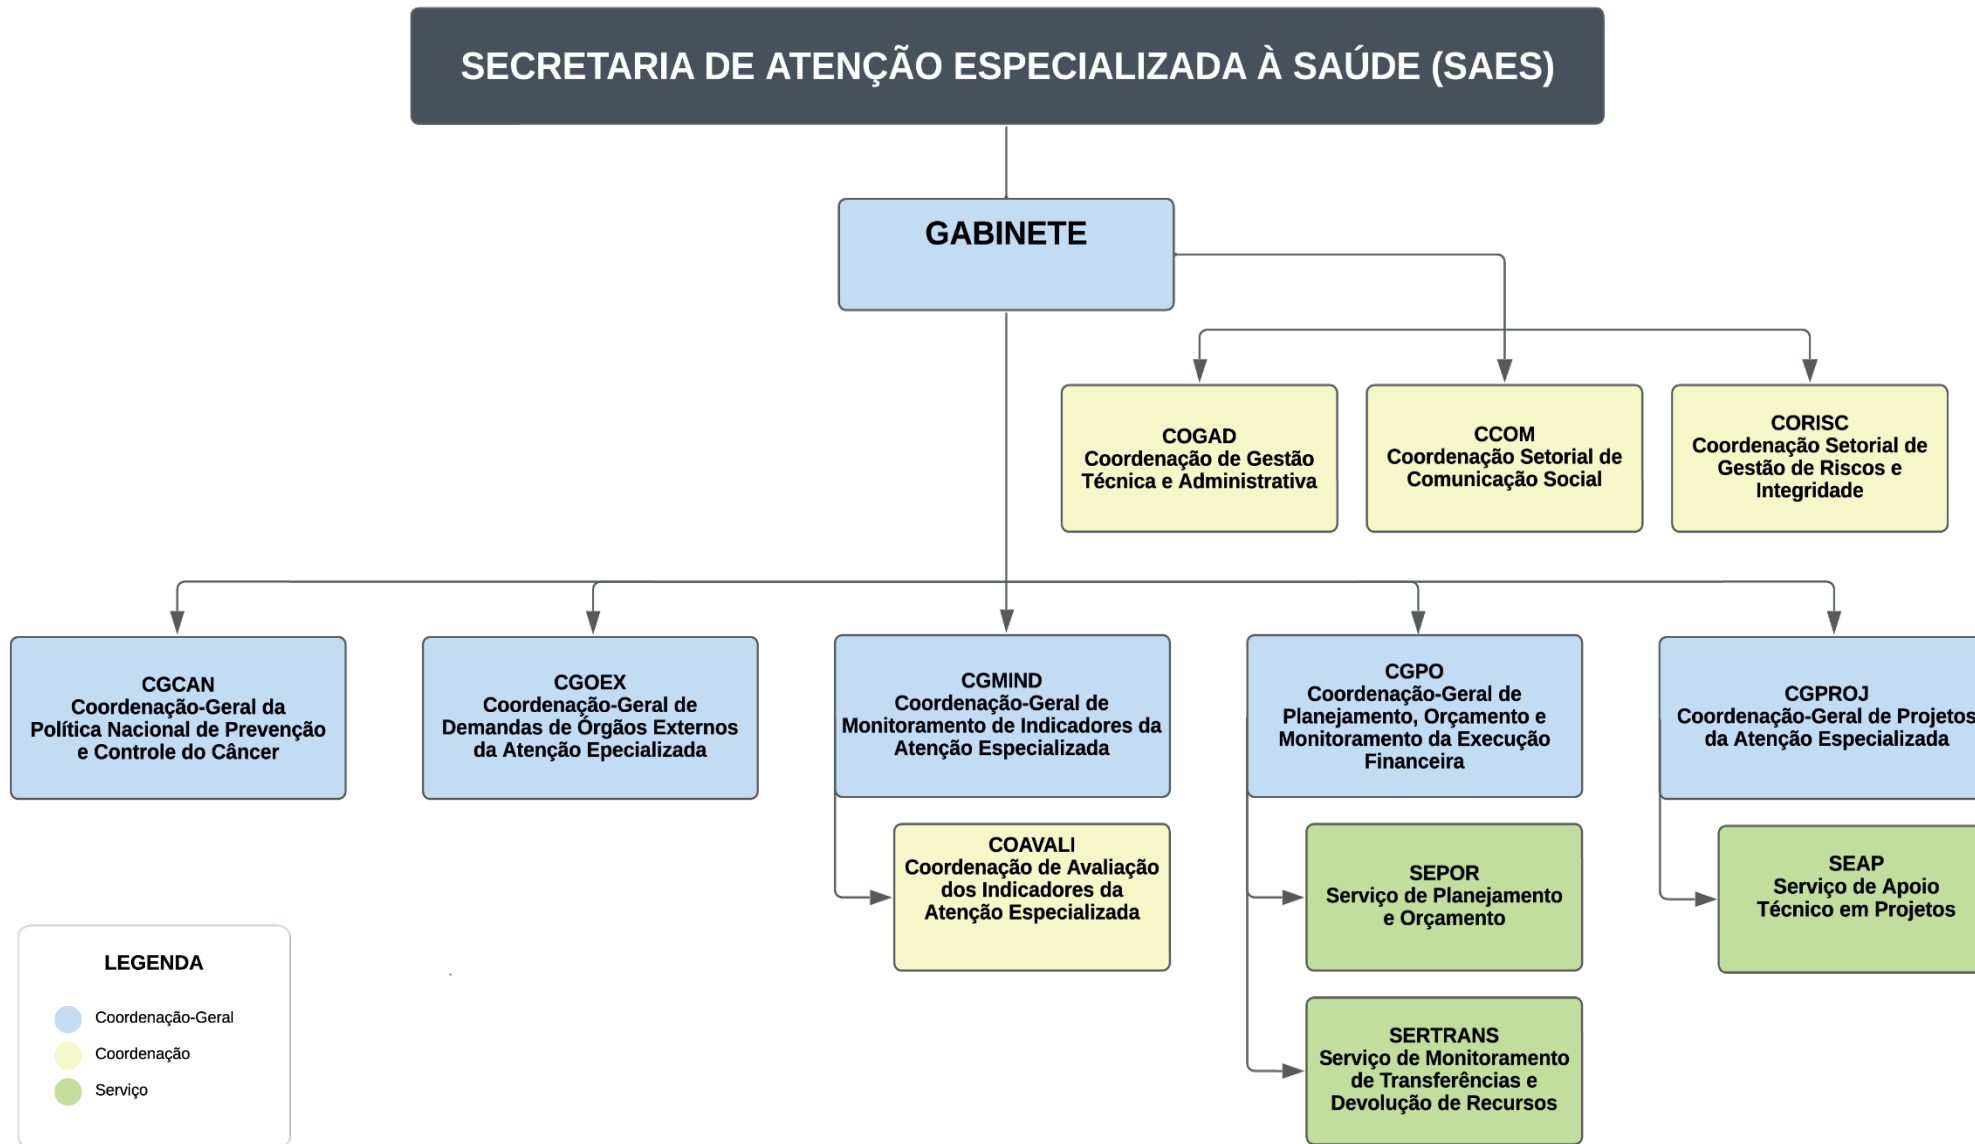 SECRETARIA DE ATENÇÃO ESPECIALIZADA À SAÚDE (SAES)
GABINETE
COGAD
Coordenação de Gestão
Técnica e Administrativa
CCOM
Coordenação Setorial de
Comunicação Social
CORISC
Coordenação Setorial de
Gestão de Riscos e
Integridade
CGCAN
Coordenação-Geral da
Política Nacional de Prevenção
e Controle do Câncer
CGOEX
Coordenação-Geral de
Demandas de Órgãos Externos
da Atenção Epecializada
CGMIND
Coordenação-Geral de
Monitoramento de Indicadores da
Atenção Especializada
CGPO
Coordenação-Geral de
Planejamento, Orçamento e
Monitoramento da Execução
Financeira
CGPROJ
Coordenação-Geral de Projetos
da Atenção Especializada
COAVALI
Coordenação de Avaliação
dos Indicadores da
Atenção Especializada
SEPOR
Serviço de Planejamento
e Orçamento
SEAP
Serviço de Apoio
Técnico em Projetos
SERTRANS
Serviço de Monitoramento
de Transferências e
Devolução de Recursos
LEGENDA
Coordenação-Geral
Coordenação
Serviço